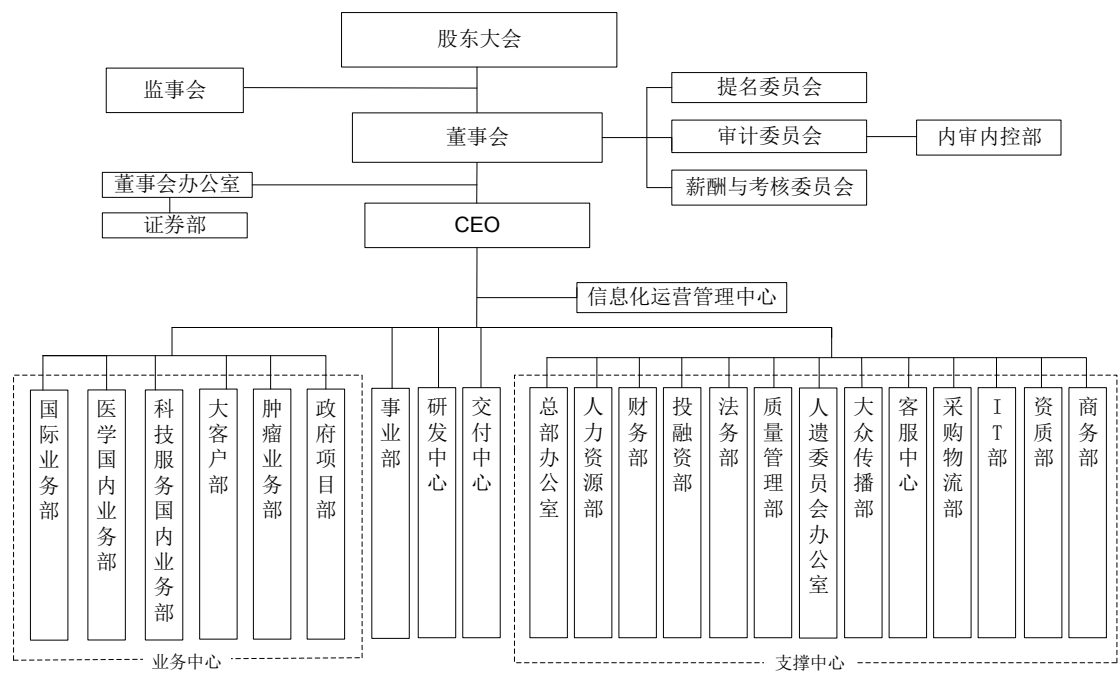 股东大会
监事会
提名委员会
董事会
审计委员会
内审内控部
董事会办公室
薪酬与考核委员会
证券部
CEO
信息化运营管理中心
国际业务部
医学国内业务部
科技服务国内业务部
大客户部
肿瘤业务部
政府项目部
事业部
研发中心
交付中心
总部办公室
人力资源部
财务部
投融资部
法务部
质量管理部
人遗委员会办公室
大众传播部
客服中心
采购物流部
IT部
资质部
商务部
业务中心
支撑中心